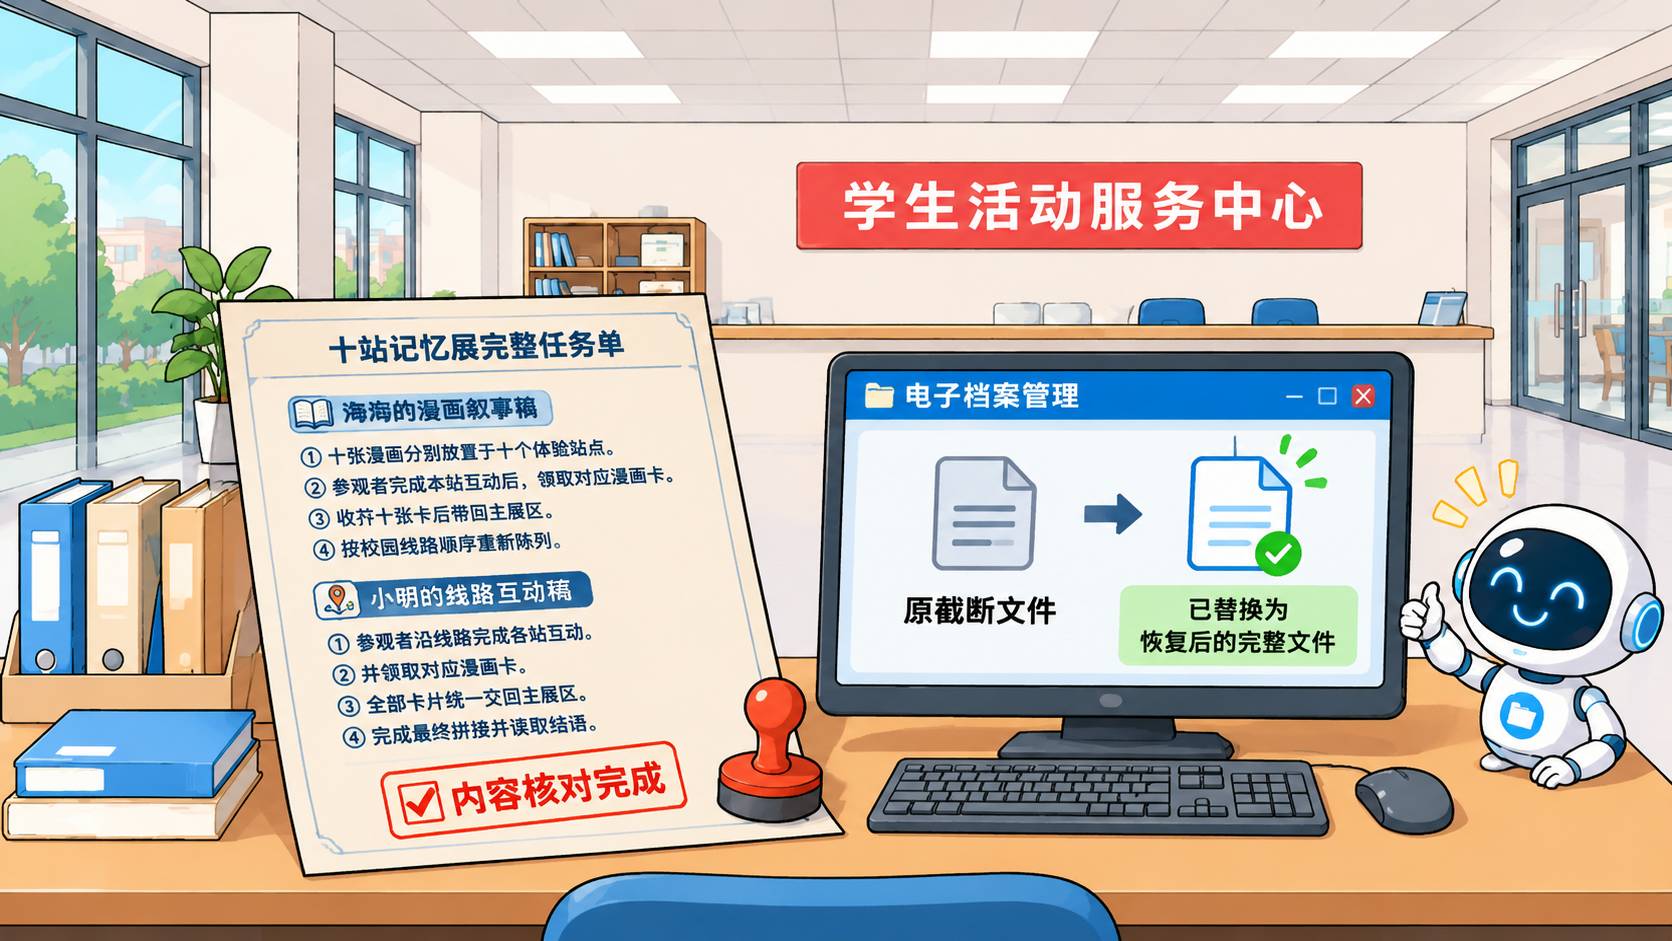 学生活动服务中心
十站记忆展完整任务单
海海的漫画叙事稿
① 十张漫画分别放置于十个体验站点。
② 参观者完成本站互动后，领取对应漫画卡。
③ 收齐十张卡后带回主展区。
④ 按校园线路顺序重新陈列。
小明的线路互动稿
① 参观者沿线路完成各站互动。
② 并领取对应漫画卡。
③ 全部卡片统一交回主展区。
④ 完成最终拼接并读取结语。
内容核对完成
电子档案管理
原截断文件
已替换为
恢复后的完整文件